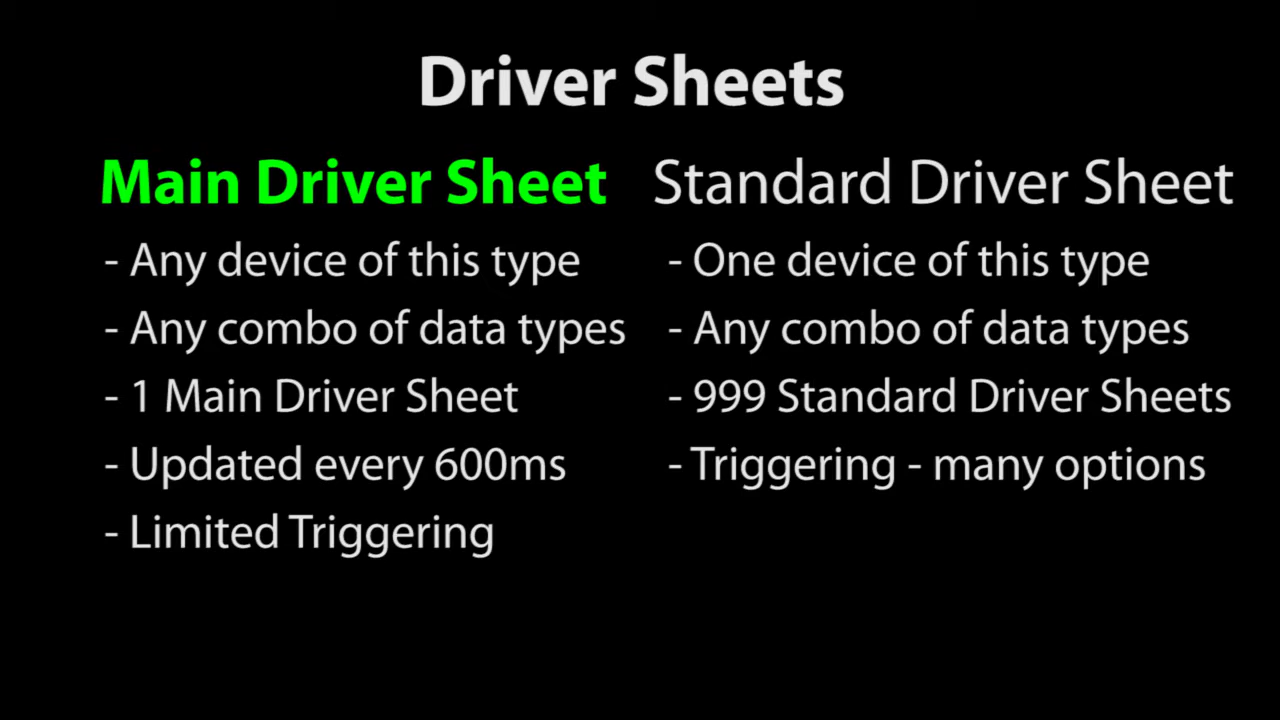 Driver Sheets
Main Driver Sheet
- Any device of this type
- Any combo of data types
- 1 Main Driver Sheet
- Updated every 600ms
- Limited Triggering
Standard Driver Sheet
- One device of this type
- Any combo of data types
- 999 Standard Driver Sheets
- Triggering - many options